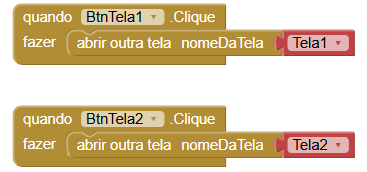 quando BtnTela1 .Clique
fazer abrir outra tela nomeDaTela Tela1
quando BtnTela2 .Clique
fazer abrir outra tela nomeDaTela Tela2